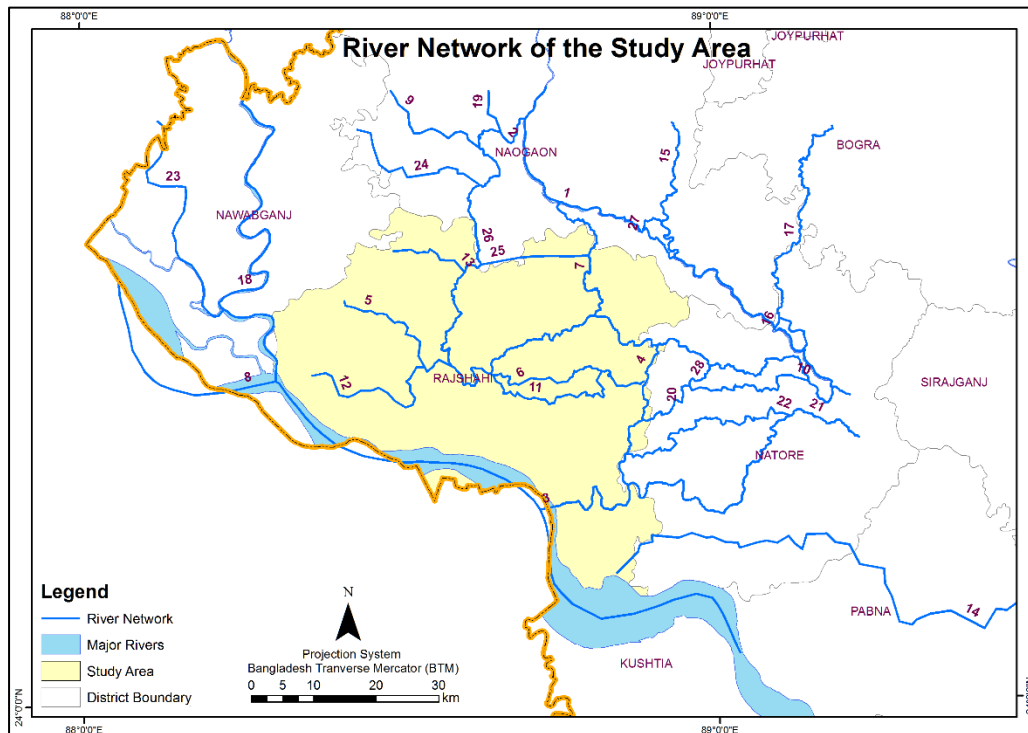 88°0'0"E
89°0'0"E
River Network of the Study Area
JOYPURHAT
JOYPURHAT
BOGRA
NAOGAON
NAWABGANJ
9
19
2
24
23
1
15
27
17
26
25
13
7
18
5
16
8
12
RAJSHAHI
6
11
4
28
10
20
22
21
SIRAJGANJ
NATORE
3
PABNA
14
KUSHTIA
Legend
River Network
Major Rivers
Study Area
District Boundary
N
Projection System
Bangladesh Tranverse Mercator (BTM)
0 5 10 20 30
km
24°0'0"N
24°0'0"N
88°0'0"E
89°0'0"E